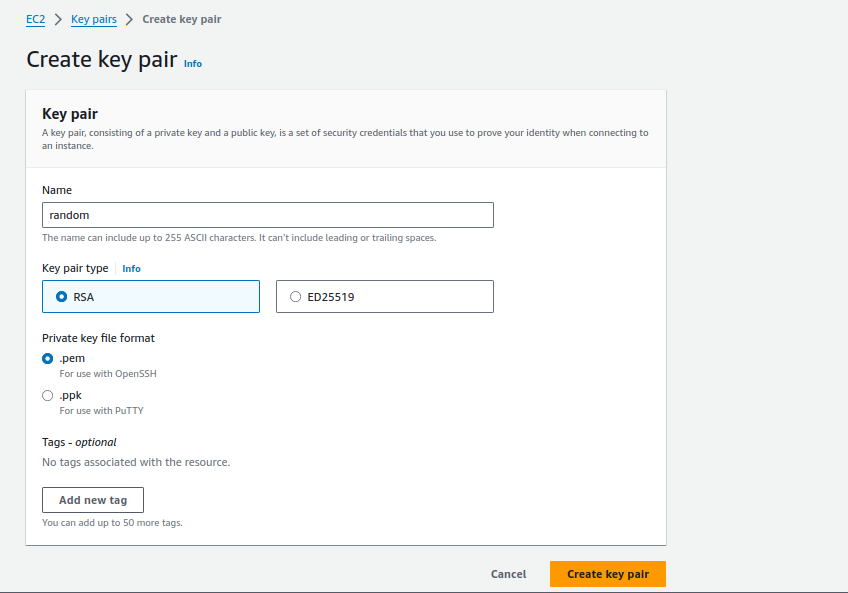 EC2 > Key pairs > Create key pair
Create key pair Info
Key pair
A key pair, consisting of a private key and a public key, is a set of security credentials that you use to prove your identity when connecting to
an instance.
Name
random
The name can include up to 255 ASCII characters. It can't include leading or trailing spaces.
Key pair type Info
RSA ED25519
Private key file format
.pem
For use with OpenSSH
.ppk
For use with PuTTY
Tags - optional
No tags associated with the resource.
Add new tag
You can add up to 50 more tags.
Cancel Create key pair